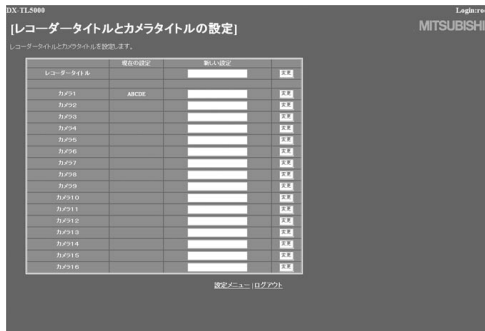 DX-TL5000 Login:ro
[レコーダータイトルとカメラタイトルの設定] MITSUBISHI
レコーダータイトルとカメラタイトルを設定します。
現在の設定 新しい設定
レコーダータイトル 変更
カメラ1 ABCDE 変更
カメラ2 変更
カメラ3 変更
カメラ4 変更
カメラ5 変更
カメラ6 変更
カメラ7 変更
カメラ8 変更
カメラ9 変更
カメラ10 変更
カメラ11 変更
カメラ12 変更
カメラ13 変更
カメラ14 変更
カメラ15 変更
カメラ16 変更
設定メニュー | ログアウト